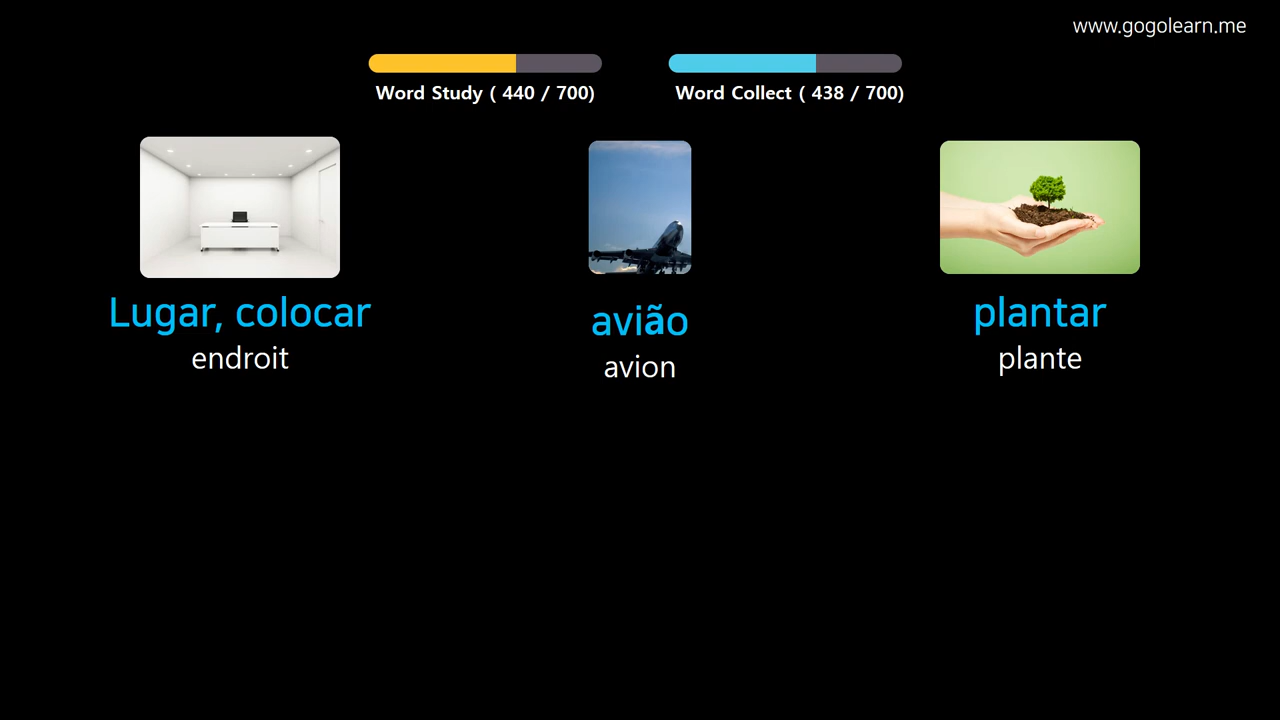 www.gogolearn.me
Word Study ( 440 / 700)
Word Collect ( 438 / 700)
Lugar, colocar
endroit
avião
avion
plantar
plante